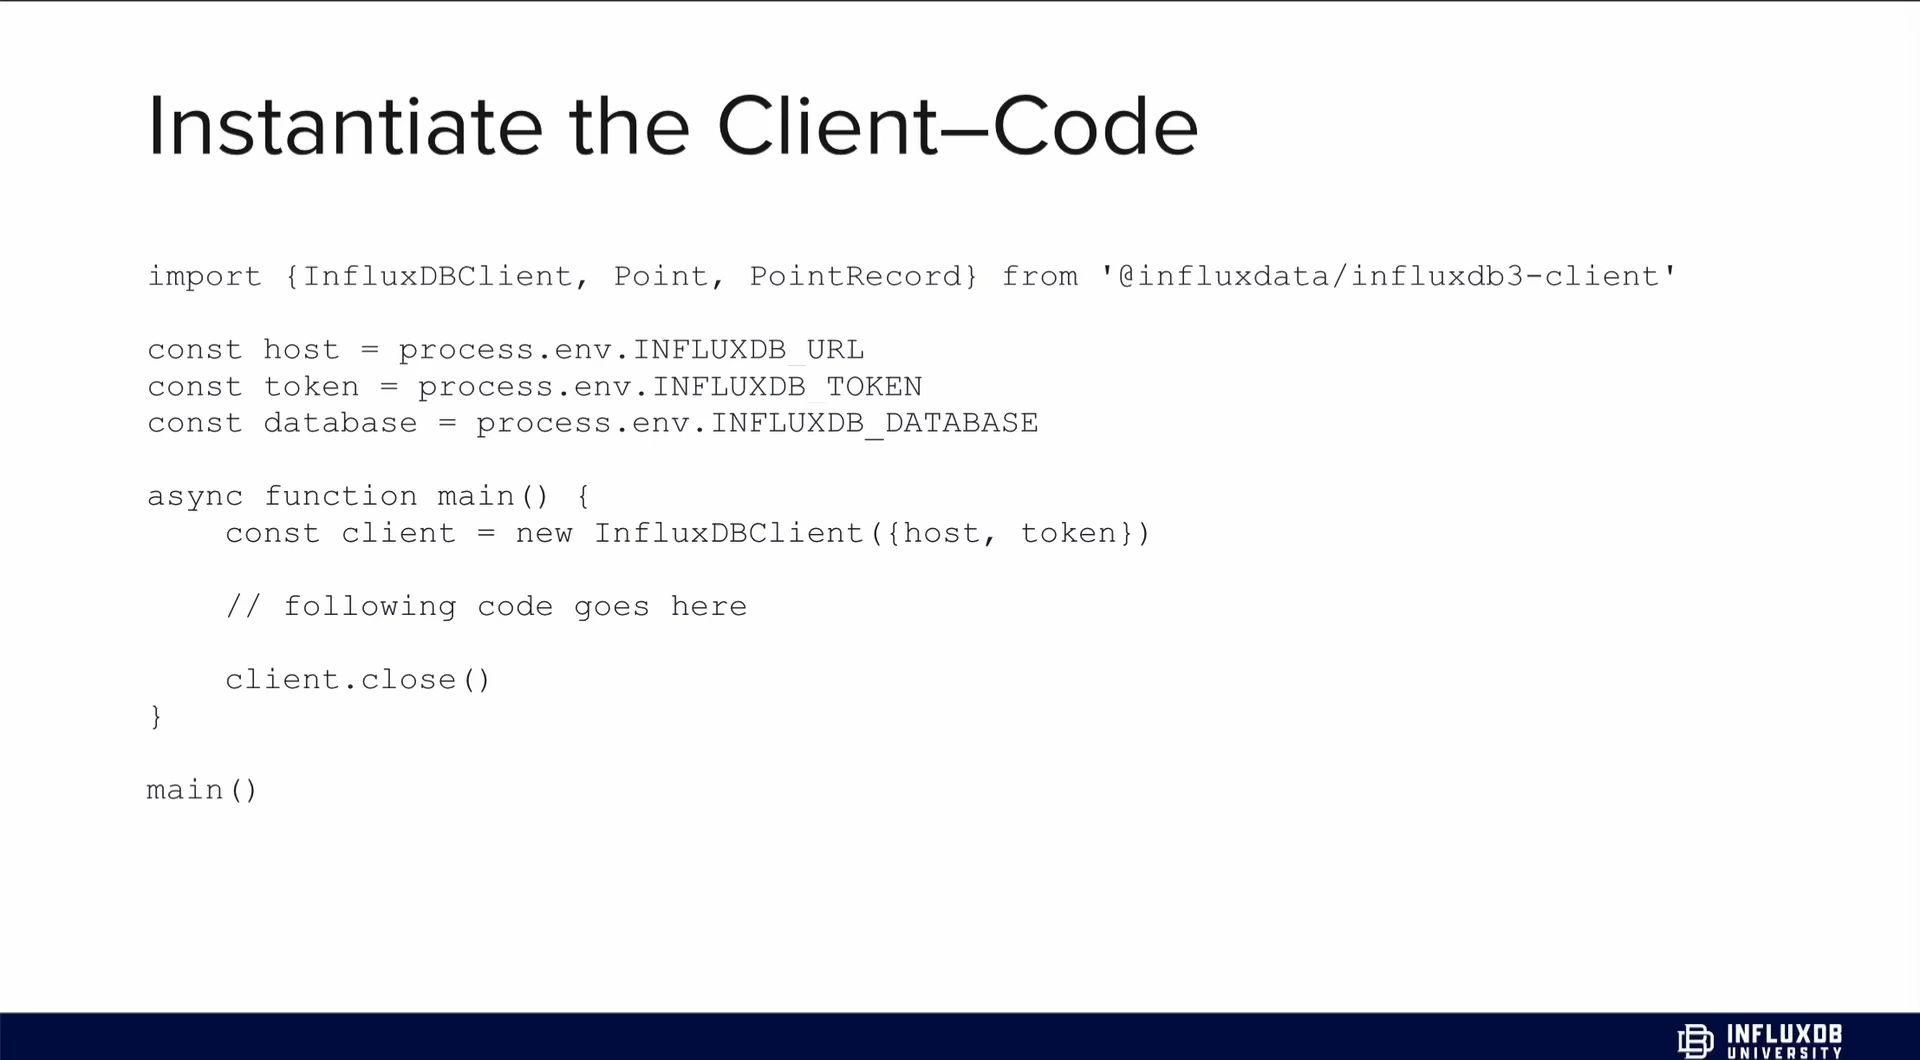 Instantiate the Client—Code
import {InfluxDBClient, Point, PointRecord} from '@influxdata/influxdb3-client'
const host = process.env.INFLUXDB_URL
const token = process.env.INFLUXDB_TOKEN
const database = process.env.INFLUXDB_DATABASE
async function main() {
    const client = new InfluxDBClient({host, token})
    // following code goes here
    client.close()
}
main()
INFLUXDB
UNIVERSITY